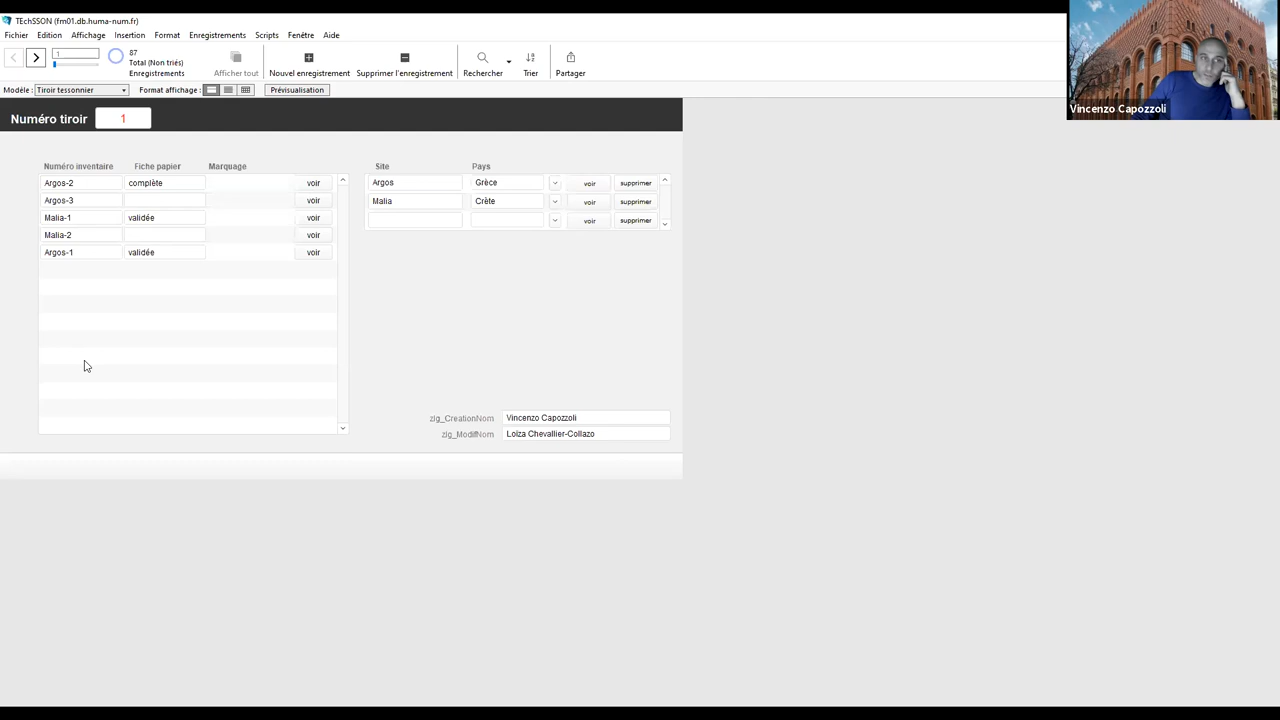 TEchSSON (fm01.db.huma-num.fr)
Fichier Edition Affichage Insertion Format Enregistrements Scripts Fenêtre Aide
1
87
Total (Non triés)
Enregistrements
Afficher tout
Nouvel enregistrement
Supprimer l'enregistrement
Rechercher
Trier
Partager
Modèle : Tiroir tessonnier Format affichage : Prévisualisation
Vincenzo Capozzoli
Numéro tiroir 1
Numéro inventaire Fiche papier Marquage
Argos-2 complète voir
Argos-3 voir
Malia-1 validée voir
Malia-2 voir
Argos-1 validée voir
Site Pays
Argos Grèce voir supprimer
Malia Crète voir supprimer
voir supprimer
zig_CreationNom Vincenzo Capozzoli
zig_ModifNom Loïza Chevallier-Collazo